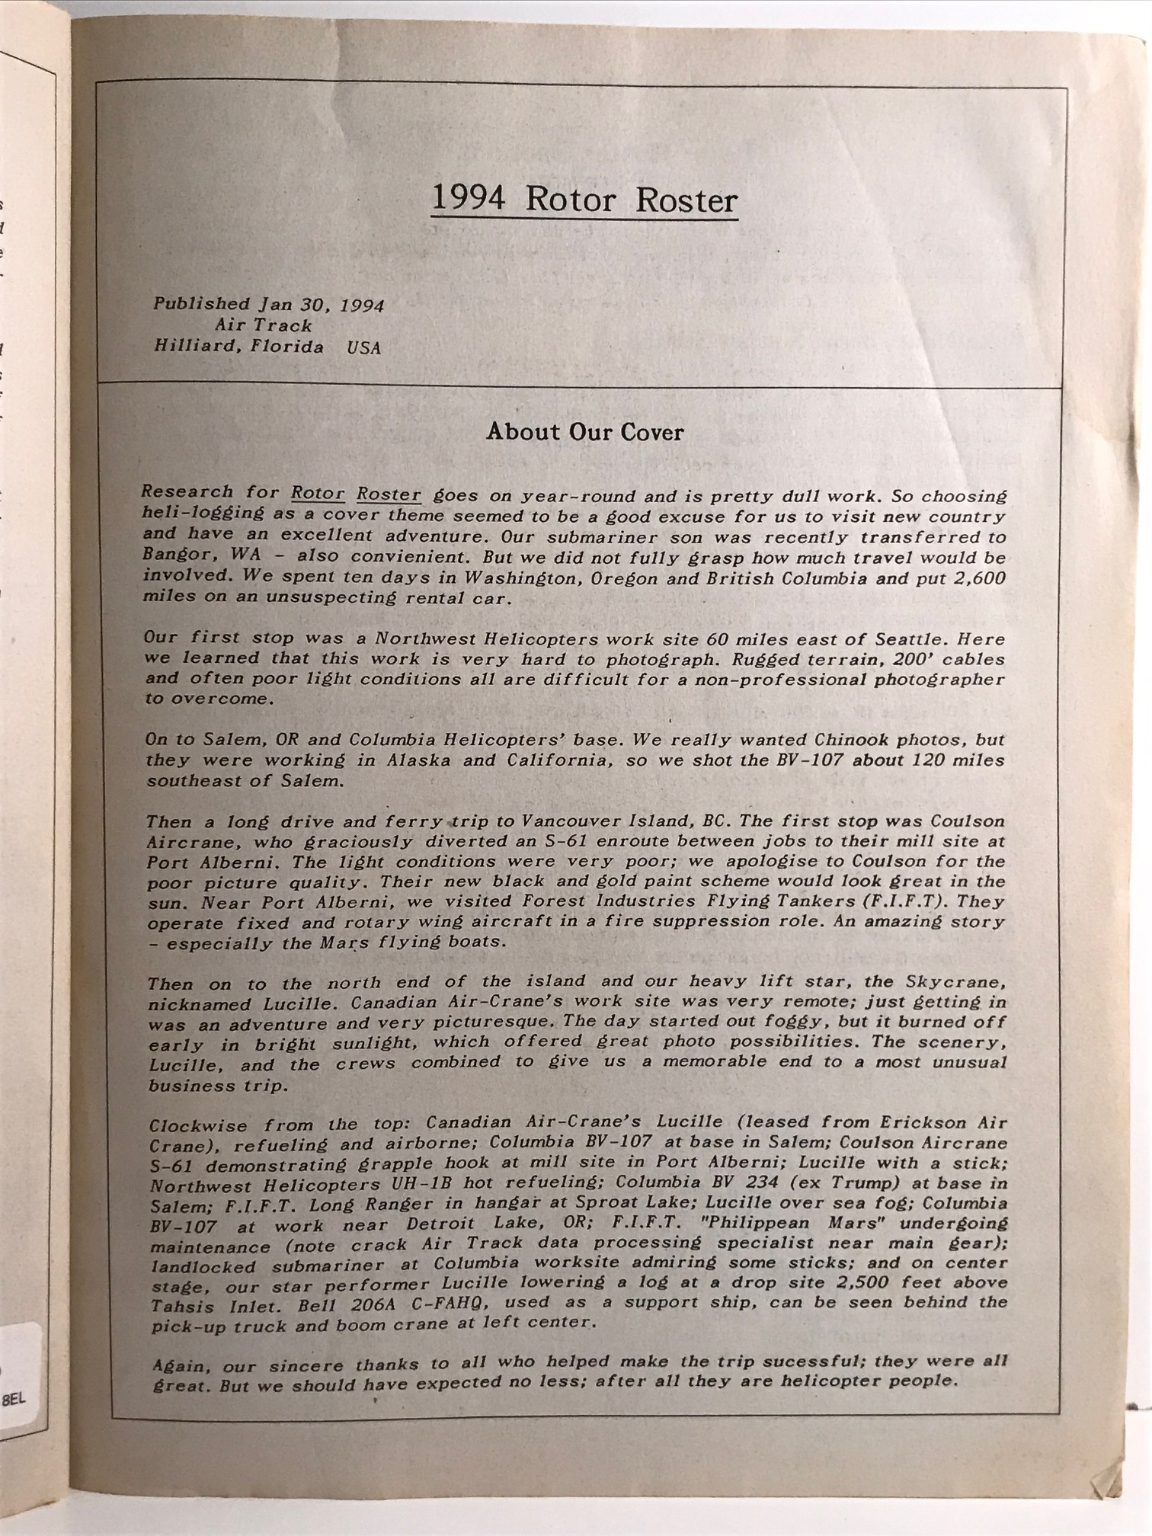 1994 Rotor Roster
Published Jan 30, 1994
Air Track
Hilliard, Florida USA
About Our Cover
Research for Rotor Roster goes on year-round and is pretty dull work. So choosing
heli-logging as a cover theme seemed to be a good excuse for us to visit new country
and have an excellent adventure. Our submariner son was recently transferred to
Bangor, WA - also convienient. But we did not fully grasp how much travel would be
involved. We spent ten days in Washington, Oregon and British Columbia and put 2,600
miles on an unsuspecting rental car.
Our first stop was a Northwest Helicopters work site 60 miles east of Seattle. Here
we learned that this work is very hard to photograph. Rugged terrain, 200' cables
and often poor light conditions all are difficult for a non-professional photographer
to overcome.
On to Salem, OR and Columbia Helicopters' base. We really wanted Chinook photos, but
they were working in Alaska and California, so we shot the BV-107 about 120 miles
southeast of Salem.
Then a long drive and ferry trip to Vancouver Island, BC. The first stop was Coulson
Aircrane, who graciously diverted an S-61 enroute between jobs to their mill site at
Port Alberni. The light conditions were very poor; we apologise to Coulson for the
poor picture quality. Their new black and gold paint scheme would look great in the
sun. Near Port Alberni, we visited Forest Industries Flying Tankers (F.I.F.T). They
operate fixed and rotary wing aircraft in a fire suppression role. An amazing story
- especially the Mars flying boats.
Then on to the north end of the island and our heavy lift star, the Skycrane,
nicknamed Lucille. Canadian Air-Crane's work site was very remote; just getting in
was an adventure and very picturesque. The day started out foggy, but it burned off
early in bright sunlight, which offered great photo possibilities. The scenery,
Lucille, and the crews combined to give us a memorable end to a most unusual
business trip.
Clockwise from the top: Canadian Air-Crane's Lucille (leased from Erickson Air
Crane), refueling and airborne; Columbia BV-107 at base in Salem; Coulson Aircrane
S-61 demonstrating grapple hook at mill site in Port Alberni; Lucille with a stick;
Northwest Helicopters UH-1B hot refueling; Columbia BV 234 (ex Trump) at base in
Salem; F.I.F.T. Long Ranger in hangar at Sproat Lake; Lucille over sea fog; Columbia
BV-107 at work near Detroit Lake, OR; F.I.F.T. "Philippean Mars" undergoing
maintenance (note crack Air Track data processing specialist near main gear);
landlocked submariner at Columbia worksite admiring some sticks; and on center
stage, our star performer Lucille lowering a log at a drop site 2,500 feet above
Tahsis Inlet. Bell 206A C-FAHQ, used as a support ship, can be seen behind the
pick-up truck and boom crane at left center.
Again, our sincere thanks to all who helped make the trip sucessful; they were all
great. But we should have expected no less; after all they are helicopter people.